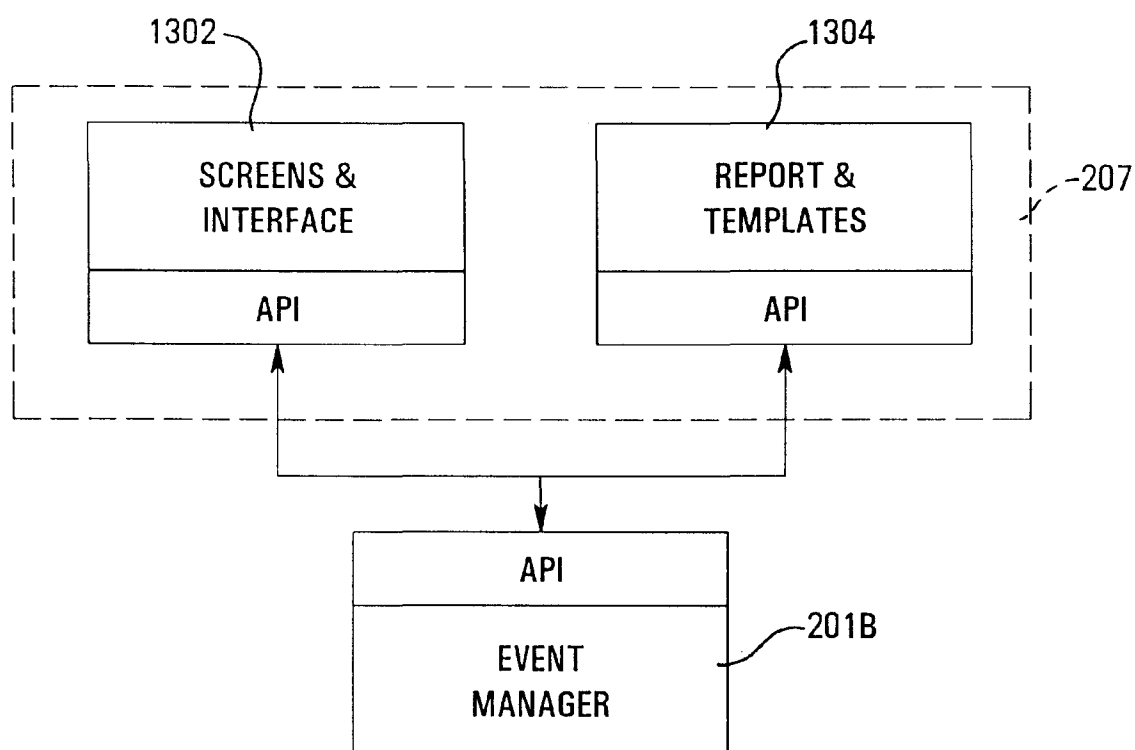 1302
1304
SCREENS &
INTERFACE
REPORT &
TEMPLATES
207
API
API
API
201B
EVENT
MANAGER